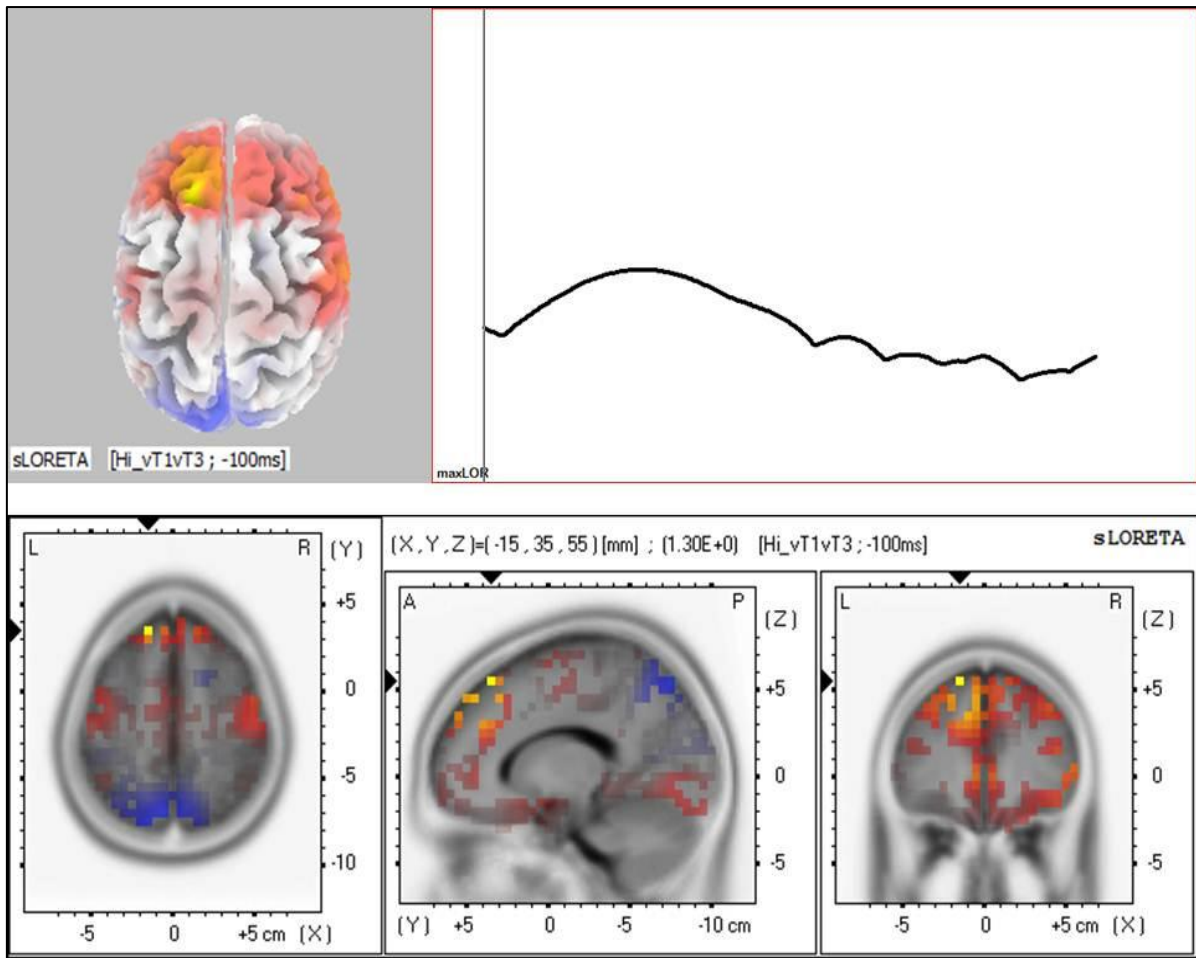 sLORETA [Hi_vT1vT3 ; -100ms]
maxLOR
L R (Y)
+5
0
-5
-10
-5 0 +5 cm (X)
(X , Y , Z )=( -15 , 35 , 55 ) [mm] ; (1.30E+0) [Hi_vT1vT3 ; -100ms] sLORETA
A P (Z)
+5
0
-5
(Y) +5 0 -5 -10 cm
L R (Z)
+5
0
-5
-5 0 +5 cm (X)